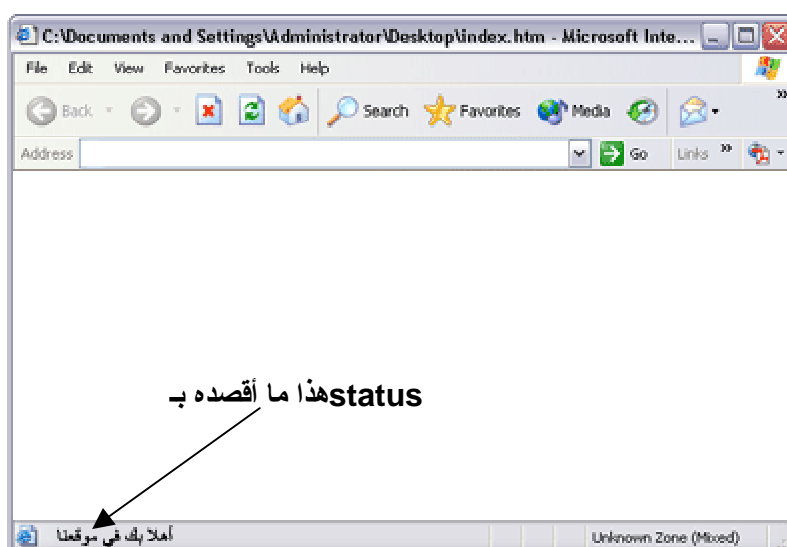 C:\Documents and Settings\Administrator\Desktop\index.htm - Microsoft Inte...
File Edit View Favorites Tools Help
Back Search Favorites Media
Address Go Links »
هذا ما أقصده بـ status
أهلا بك في موقعنا Unknown Zone (Mixed)